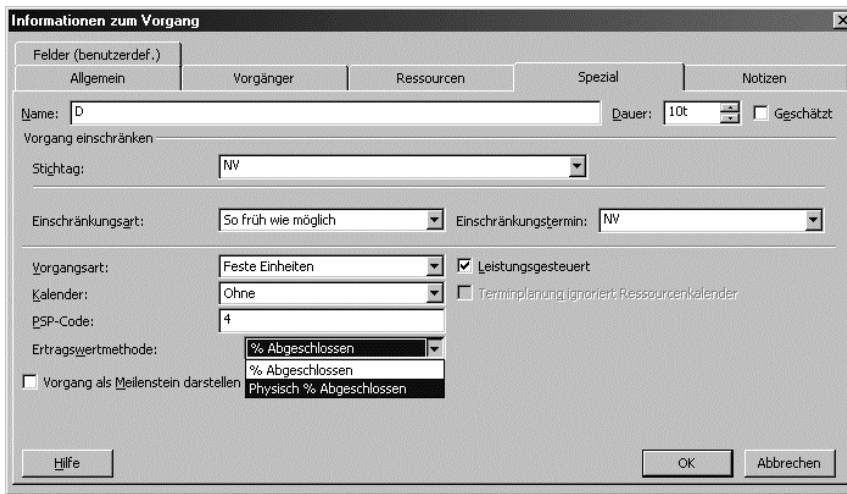 Informationen zum Vorgang
Felder (benutzerdef.)
Allgemein Vorgänger Ressourcen Spezial Notizen
Name: D Dauer: 10t Geschätzt
Vorgang einschränken
Stichtag: NV
Einschränkungsart: So früh wie möglich Einschränkungstermin: NV
Vorgangsart: Feste Einheiten Leistungsgesteuert
Kalender: Ohne Terminplanung ignoriert Ressourcenkalender
PSP-Code: 4
Ertragswertmethode: % Abgeschlossen
% Abgeschlossen
Vorgang als Meilenstein darstellen Physisch % Abgeschlossen
Hilfe OK Abbrechen